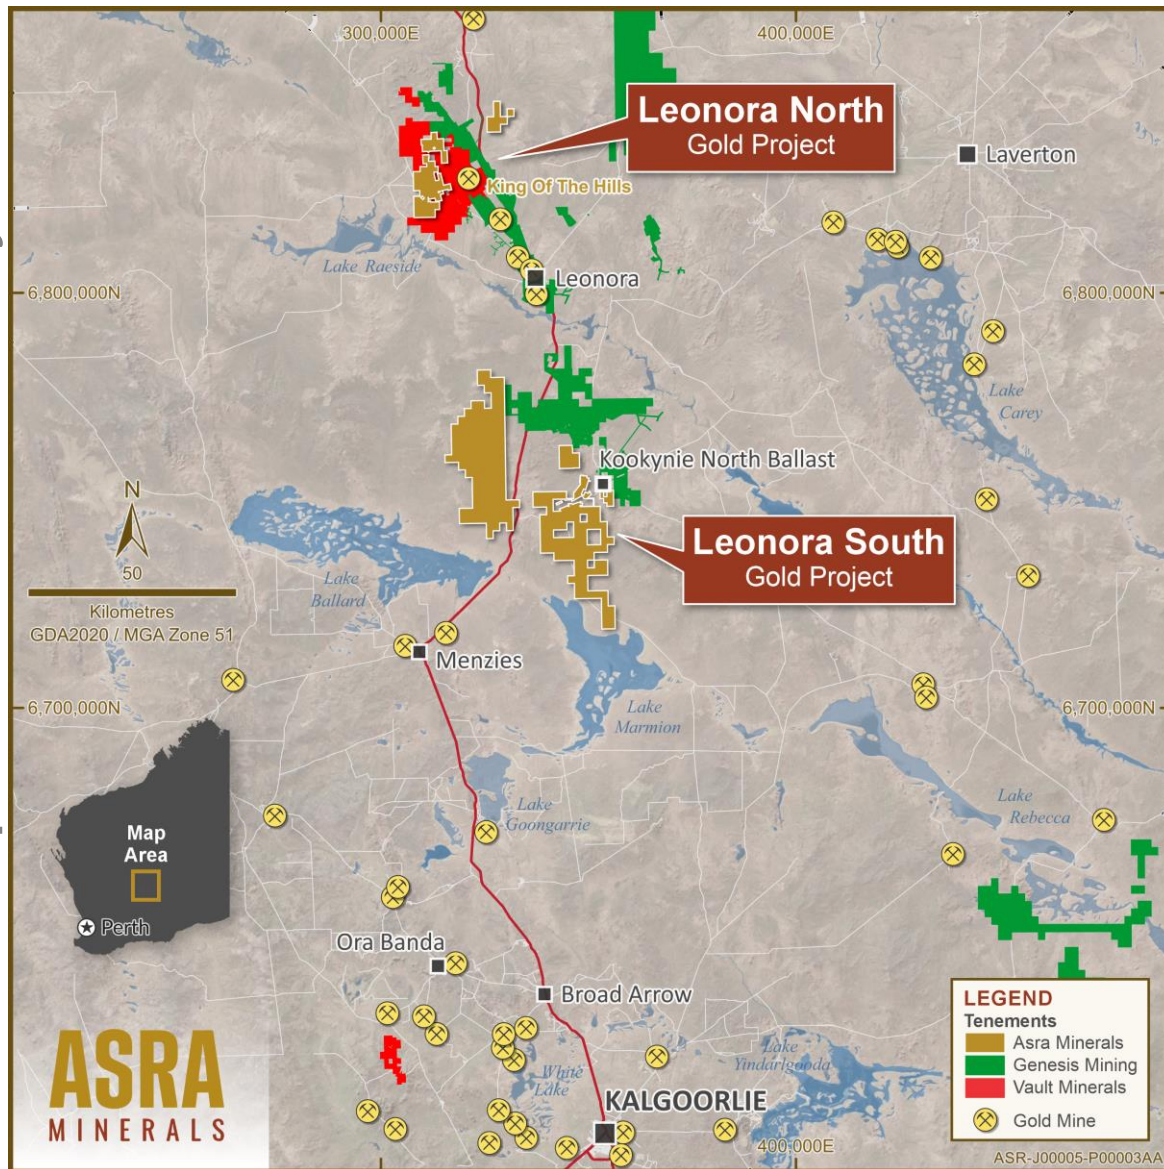 300,000E
400,000E
Leonora North
Gold Project
Laverton
King Of The Hills
Lake Raeside
Leonora
6,800,000N
6,800,000N
Lake
Carey
Kookynie North Ballast
N
50
Kilometres
GDA2020 / MGA Zone 51
Leonora South
Gold Project
Lake
Ballard
Menzies
Lake
Marmion
6,700,000N
6,700,000N
Lake
Goongarrie
Lake
Rebecca
Map
Area
Perth
Ora Banda
Broad Arrow
LEGEND
Tenements
Asra Minerals
Genesis Mining
Vault Minerals
Gold Mine
White
Lake
Lake
Yindarlgooda
KALGOORLIE
ASRA
MINERALS
400,000E
ASR-J00005-P00003AA